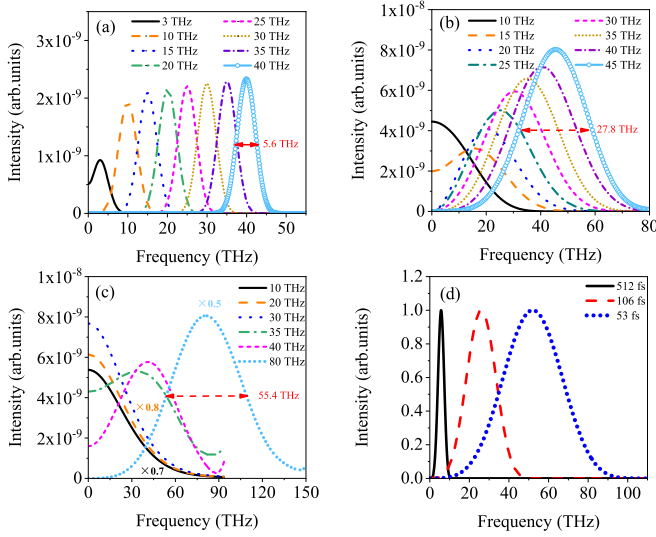 (a)
3 THz
10 THz
15 THz
20 THz
25 THz
30 THz
35 THz
40 THz
5.6 THz
3x10⁻⁹
2x10⁻⁹
1x10⁻⁹
0
0 10 20 30 40 50
Intensity (arb.units)
Frequency (THz)
(b)
10 THz
15 THz
20 THz
25 THz
30 THz
35 THz
40 THz
45 THz
27.8 THz
1x10⁻⁸
8x10⁻⁹
6x10⁻⁹
4x10⁻⁹
2x10⁻⁹
0
0 20 40 60 80
Intensity (arb.units)
Frequency (THz)
(c)
10 THz
20 THz
30 THz
35 THz
40 THz
80 THz
×0.5
×0.8
×0.7
55.4 THz
1x10⁻⁸
8x10⁻⁹
6x10⁻⁹
4x10⁻⁹
2x10⁻⁹
0
0 30 60 90 120 150
Intensity (arb.units)
Frequency (THz)
(d)
512 fs
106 fs
53 fs
1.2
1.0
0.8
0.6
0.4
0.2
0.0
0 20 40 60 80 100
Intensity (arb.units)
Frequency (THz)